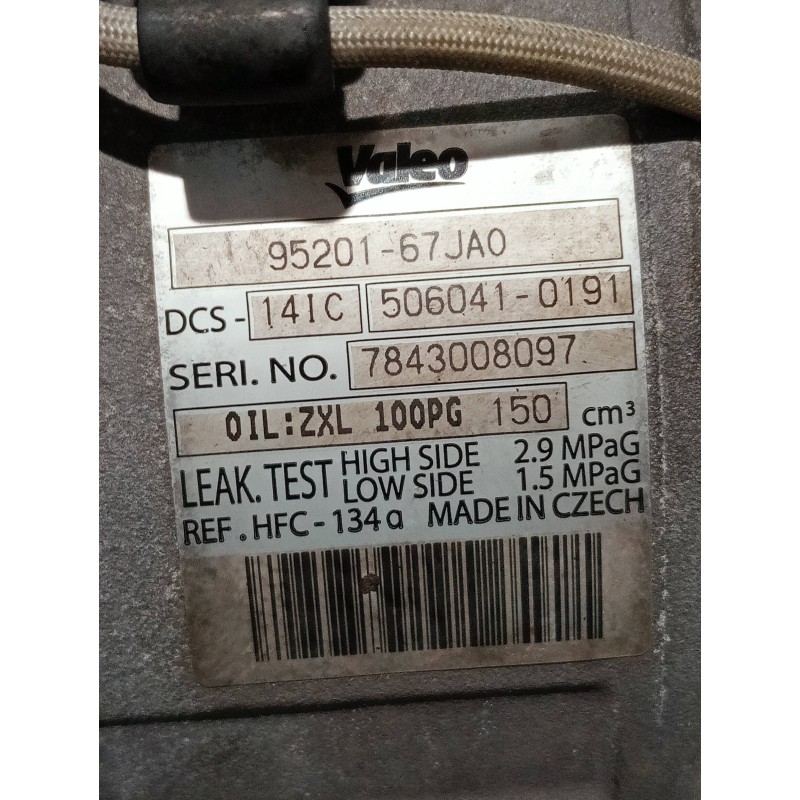 Valeo
95201-67JA0
DCS - 14IC 506041-0191
SERI. NO. 7843008097
OIL:ZXL 100PG 150 cm³
LEAK. TEST HIGH SIDE 2.9 MPaG
LOW SIDE 1.5 MPaG
REF. HFC-134a MADE IN CZECH